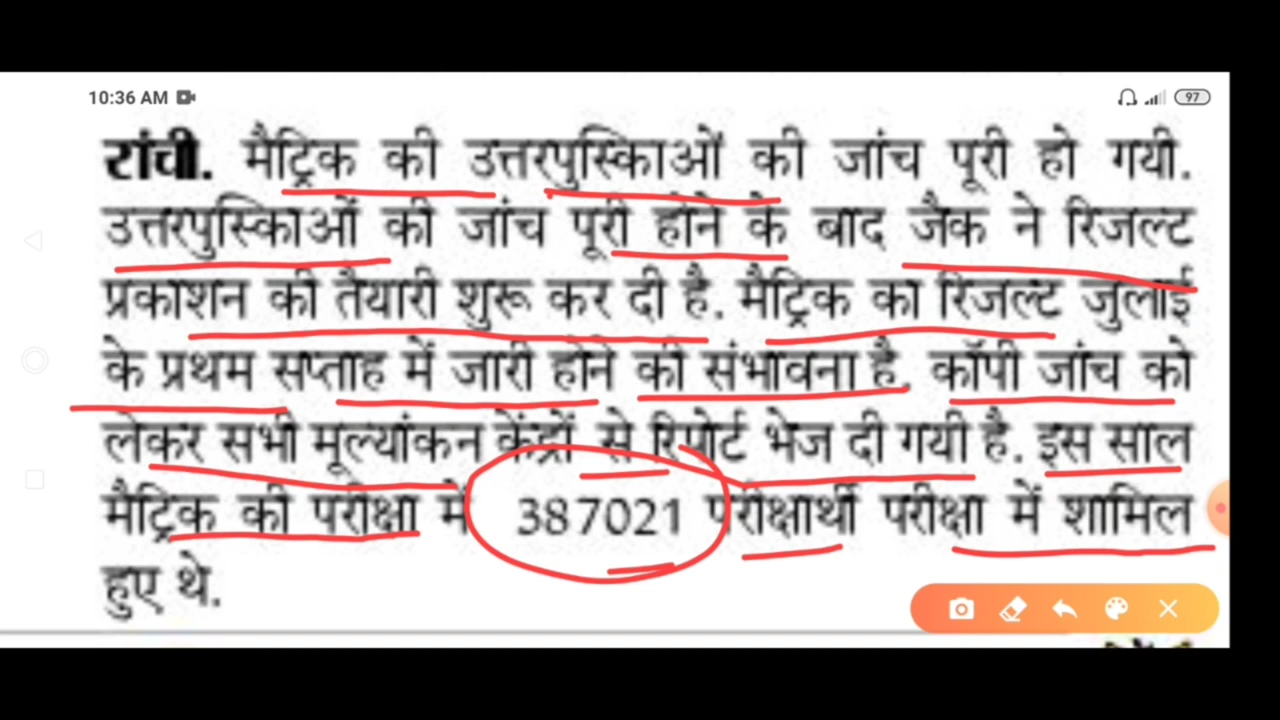 10:36 AM
97
रांची. मैट्रिक की उत्तरपुस्किाओं की जांच पूरी हो गयी.
उत्तरपुस्किाओं की जांच पूरी होने के बाद जैक ने रिजल्ट
प्रकाशन की तैयारी शुरू कर दी है. मैट्रिक का रिजल्ट जुलाई
के प्रथम सप्ताह में जारी होने की संभावना है. कॉपी जांच को
लेकर सभी मूल्यांकन केंद्रों से रिपोर्ट भेज दी गयी है. इस साल
मैट्रिक की परीक्षा में 387021 परीक्षार्थी परीक्षा में शामिल
हुए थे.